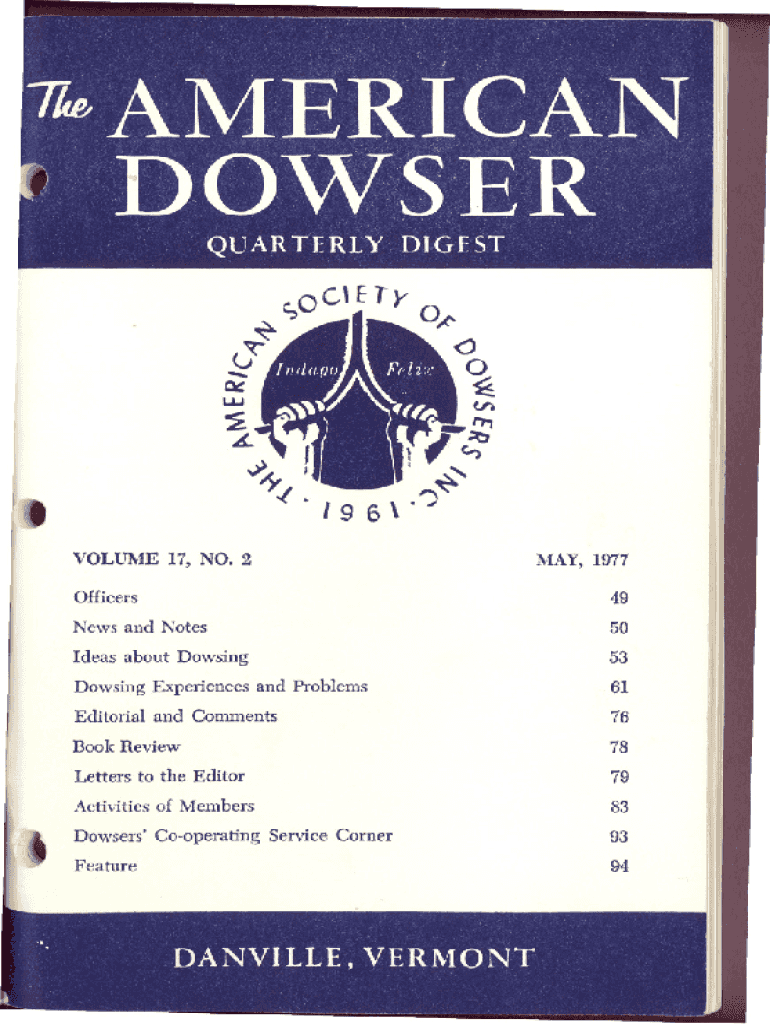 The AMERICAN
DOWSER
QUARTERLY DIGEST
THE AMERICAN SOCIETY OF DOWSERS INC · 1961 ·
Indago Felix
VOLUME 17, NO. 2 MAY, 1977
Officers 49
News and Notes 50
Ideas about Dowsing 53
Dowsing Experiences and Problems 61
Editorial and Comments 76
Book Review 78
Letters to the Editor 79
Activities of Members 83
Dowsers' Co-operating Service Corner 93
Feature 94
DANVILLE, VERMONT